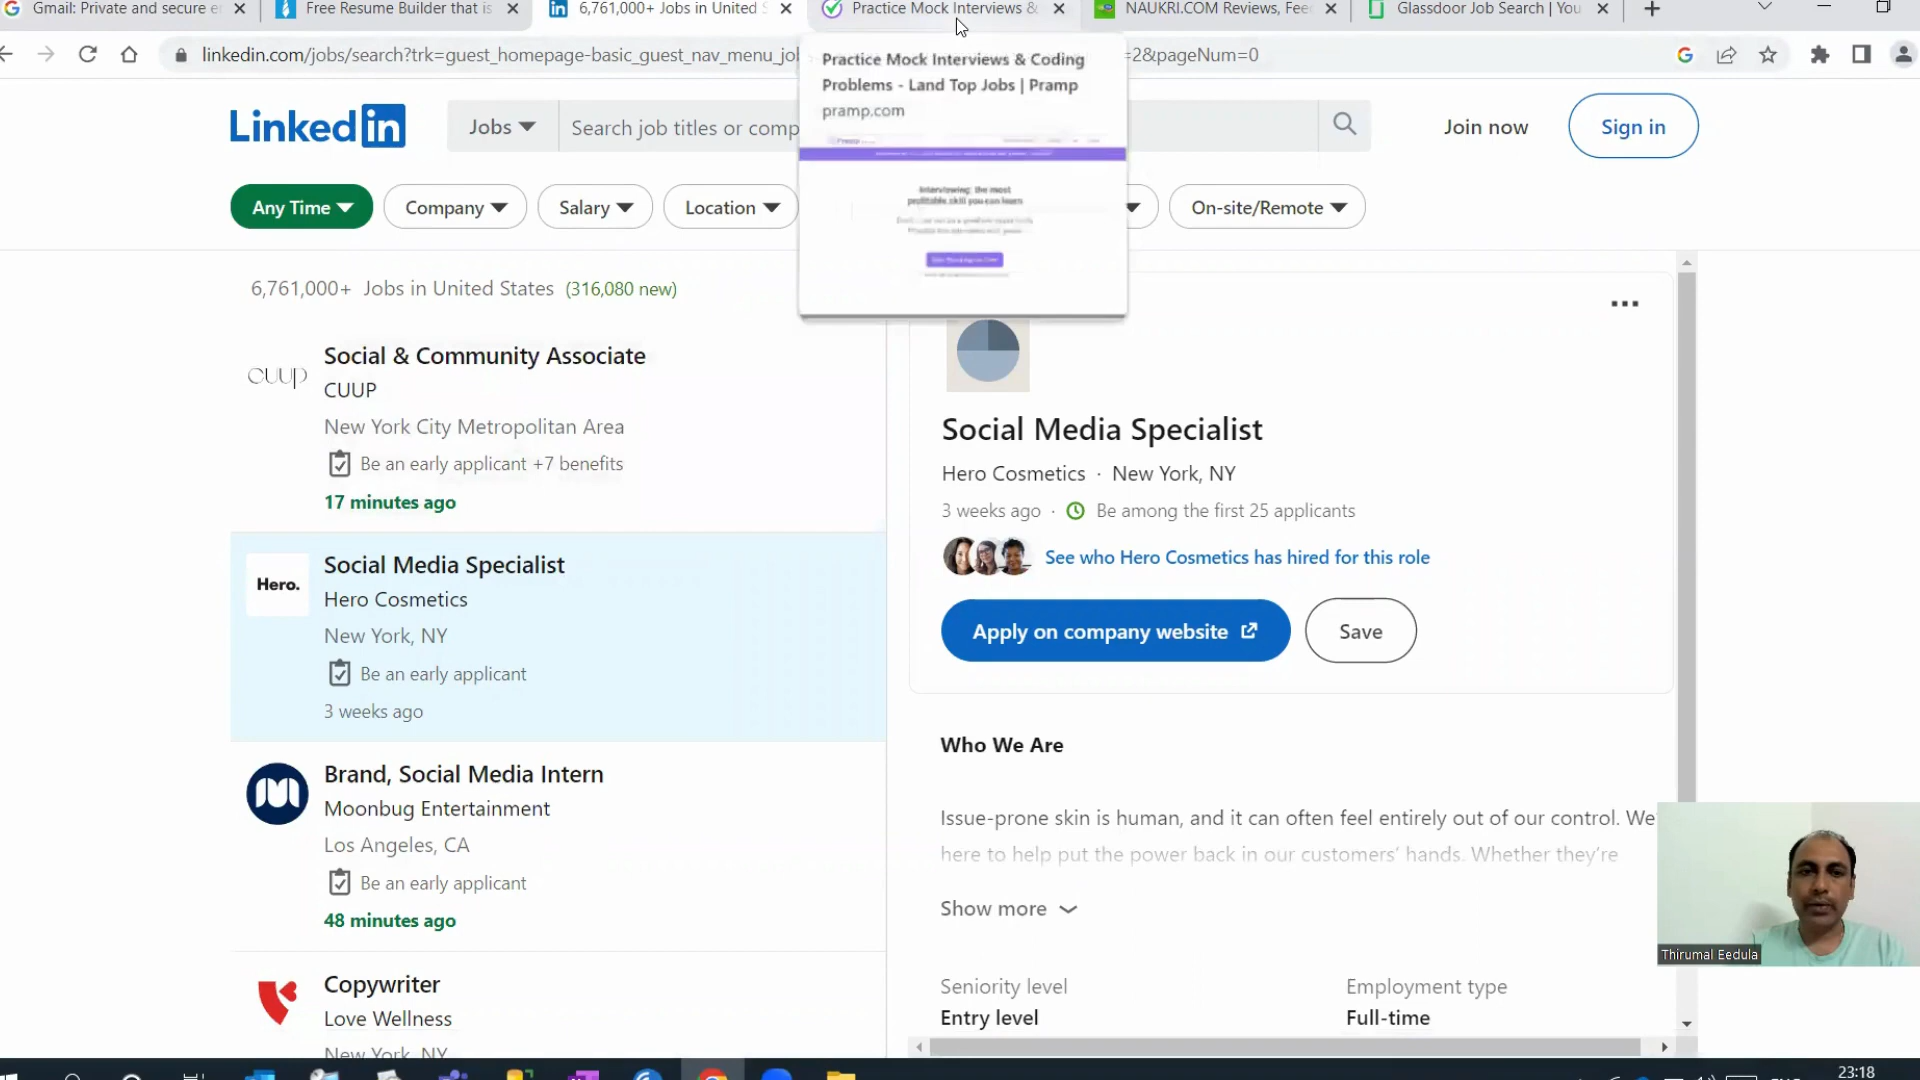 Gmail: Private and secure e
Free Resume Builder that is
6,761,000+ Jobs in United S
Practice Mock Interviews &
NAUKRI.COM Reviews, Fee
Glassdoor Job Search | You
linkedin.com/jobs/search?trk=guest_homepage-basic_guest_nav_menu_jo
=2&pageNum=0
Practice Mock Interviews & Coding
Problems - Land Top Jobs | Pramp
pramp.com
Pramp
Interviewing: the most
profitable skill you can learn
LinkedIn
Jobs
Search job titles or comp
Join now
Sign in
Any Time
Company
Salary
Location
On-site/Remote
6,761,000+ Jobs in United States (316,080 new)
CUUP
Social & Community Associate
CUUP
New York City Metropolitan Area
Be an early applicant +7 benefits
17 minutes ago
Hero.
Social Media Specialist
Hero Cosmetics
New York, NY
Be an early applicant
3 weeks ago
Brand, Social Media Intern
Moonbug Entertainment
Los Angeles, CA
Be an early applicant
48 minutes ago
Copywriter
Love Wellness
New York, NY
Social Media Specialist
Hero Cosmetics · New York, NY
3 weeks ago · Be among the first 25 applicants
See who Hero Cosmetics has hired for this role
Apply on company website
Save
Who We Are
Issue-prone skin is human, and it can often feel entirely out of our control. We'
here to help put the power back in our customers' hands. Whether they're
Show more
Seniority level
Entry level
Employment type
Full-time
Thirumal Eedula
23:18